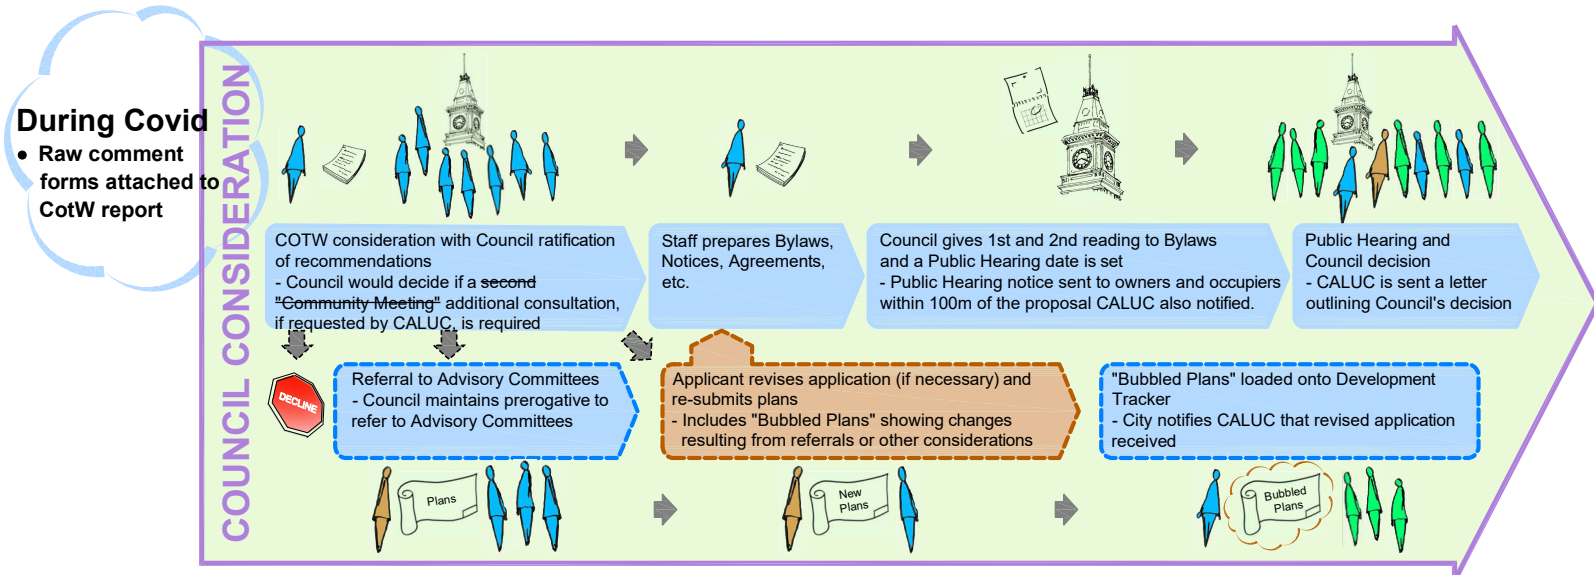 During Covid
● Raw comment
forms attached to
CotW report
COUNCIL CONSIDERATION
COTW consideration with Council ratification
of recommendations
- Council would decide if a second
"Community Meeting" additional consultation,
if requested by CALUC, is required
Staff prepares Bylaws,
Notices, Agreements,
etc.
Council gives 1st and 2nd reading to Bylaws
and a Public Hearing date is set
- Public Hearing notice sent to owners and occupiers
within 100m of the proposal CALUC also notified.
Public Hearing and
Council decision
- CALUC is sent a letter
outlining Council's decision
DECLINE
Referral to Advisory Committees
- Council maintains prerogative to
refer to Advisory Committees
Applicant revises application (if necessary) and
re-submits plans
- Includes "Bubbled Plans" showing changes
resulting from referrals or other considerations
"Bubbled Plans" loaded onto Development
Tracker
- City notifies CALUC that revised application
received
Plans
New
Plans
Bubbled
Plans